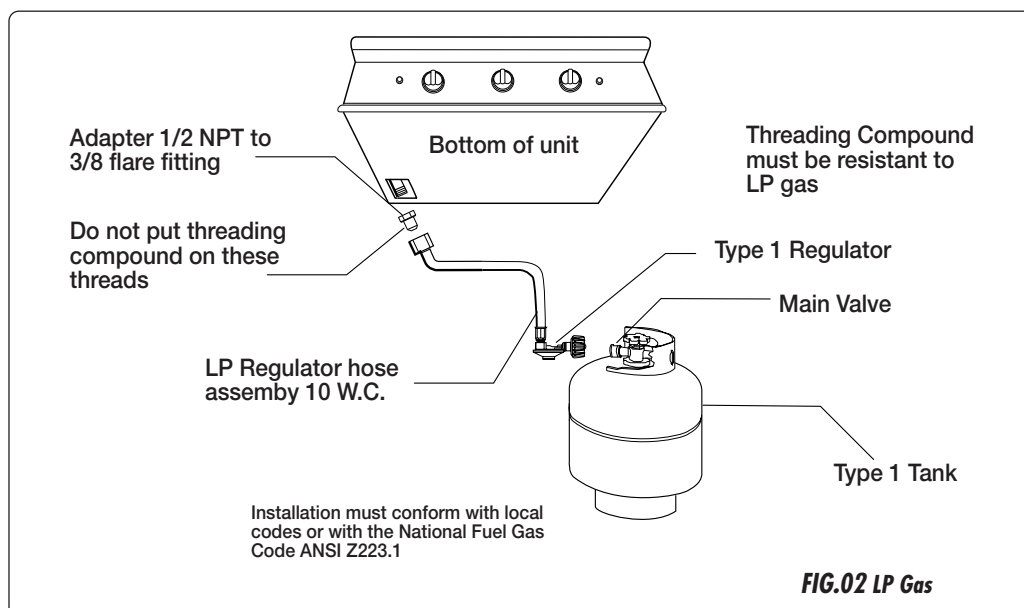 Adapter 1/2 NPT to
3/8 flare fitting
Do not put threading
compound on these
threads
Bottom of unit
Threading Compound
must be resistant to
LP gas
Type 1 Regulator
Main Valve
LP Regulator hose
assemby 10 W.C.
Type 1 Tank
Installation must conform with local
codes or with the National Fuel Gas
Code ANSI Z223.1
FIG.02 LP Gas